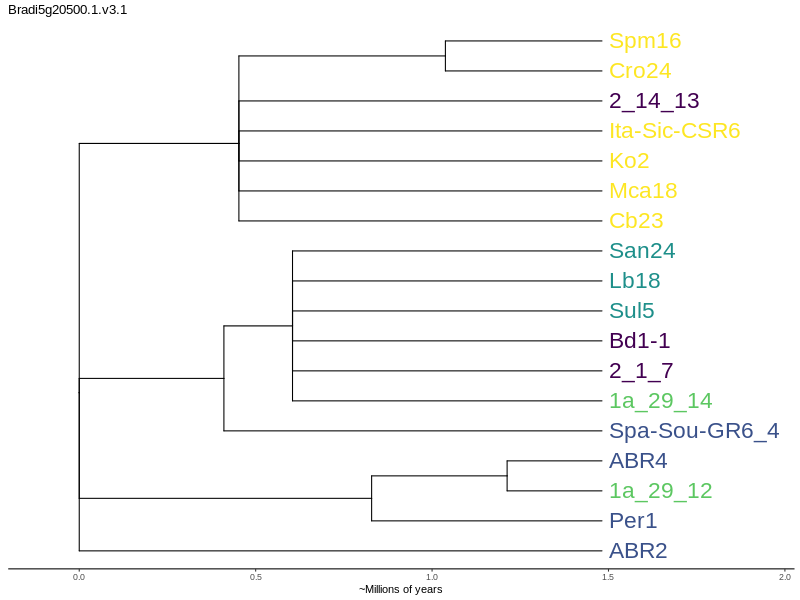 Bradi5g20500.1.v3.1
Spm16
Cro24
2_14_13
Ita-Sic-CSR6
Ko2
Mca18
Cb23
San24
Lb18
Sul5
Bd1-1
2_1_7
1a_29_14
Spa-Sou-GR6_4
ABR4
1a_29_12
Per1
ABR2
0.0 0.5 1.0 1.5 2.0
~Millions of years